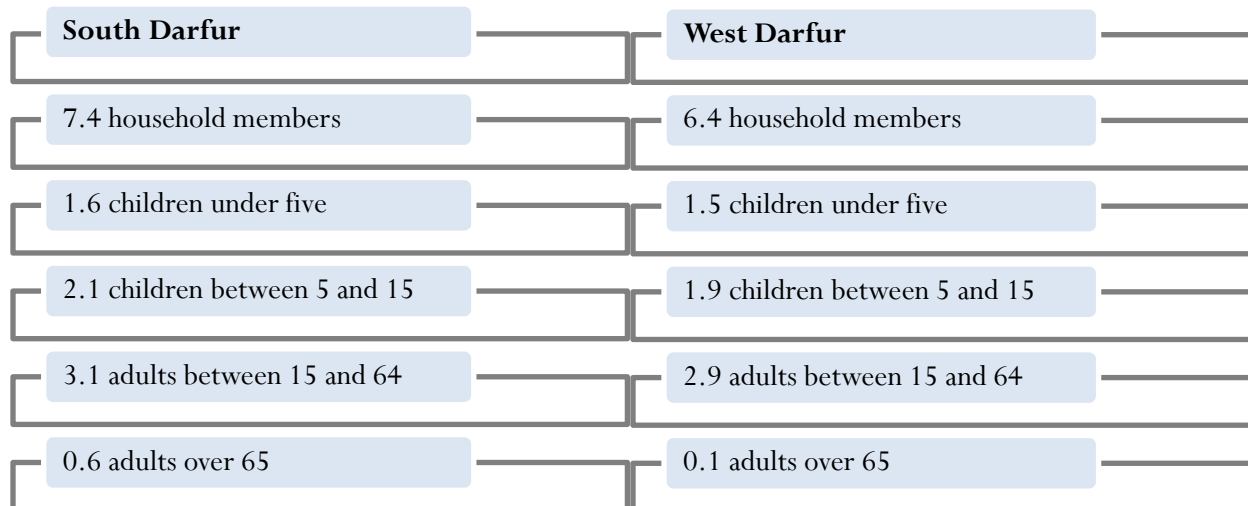 South Darfur
7.4 household members
1.6 children under five
2.1 children between 5 and 15
3.1 adults between 15 and 64
0.6 adults over 65
West Darfur
6.4 household members
1.5 children under five
1.9 children between 5 and 15
2.9 adults between 15 and 64
0.1 adults over 65